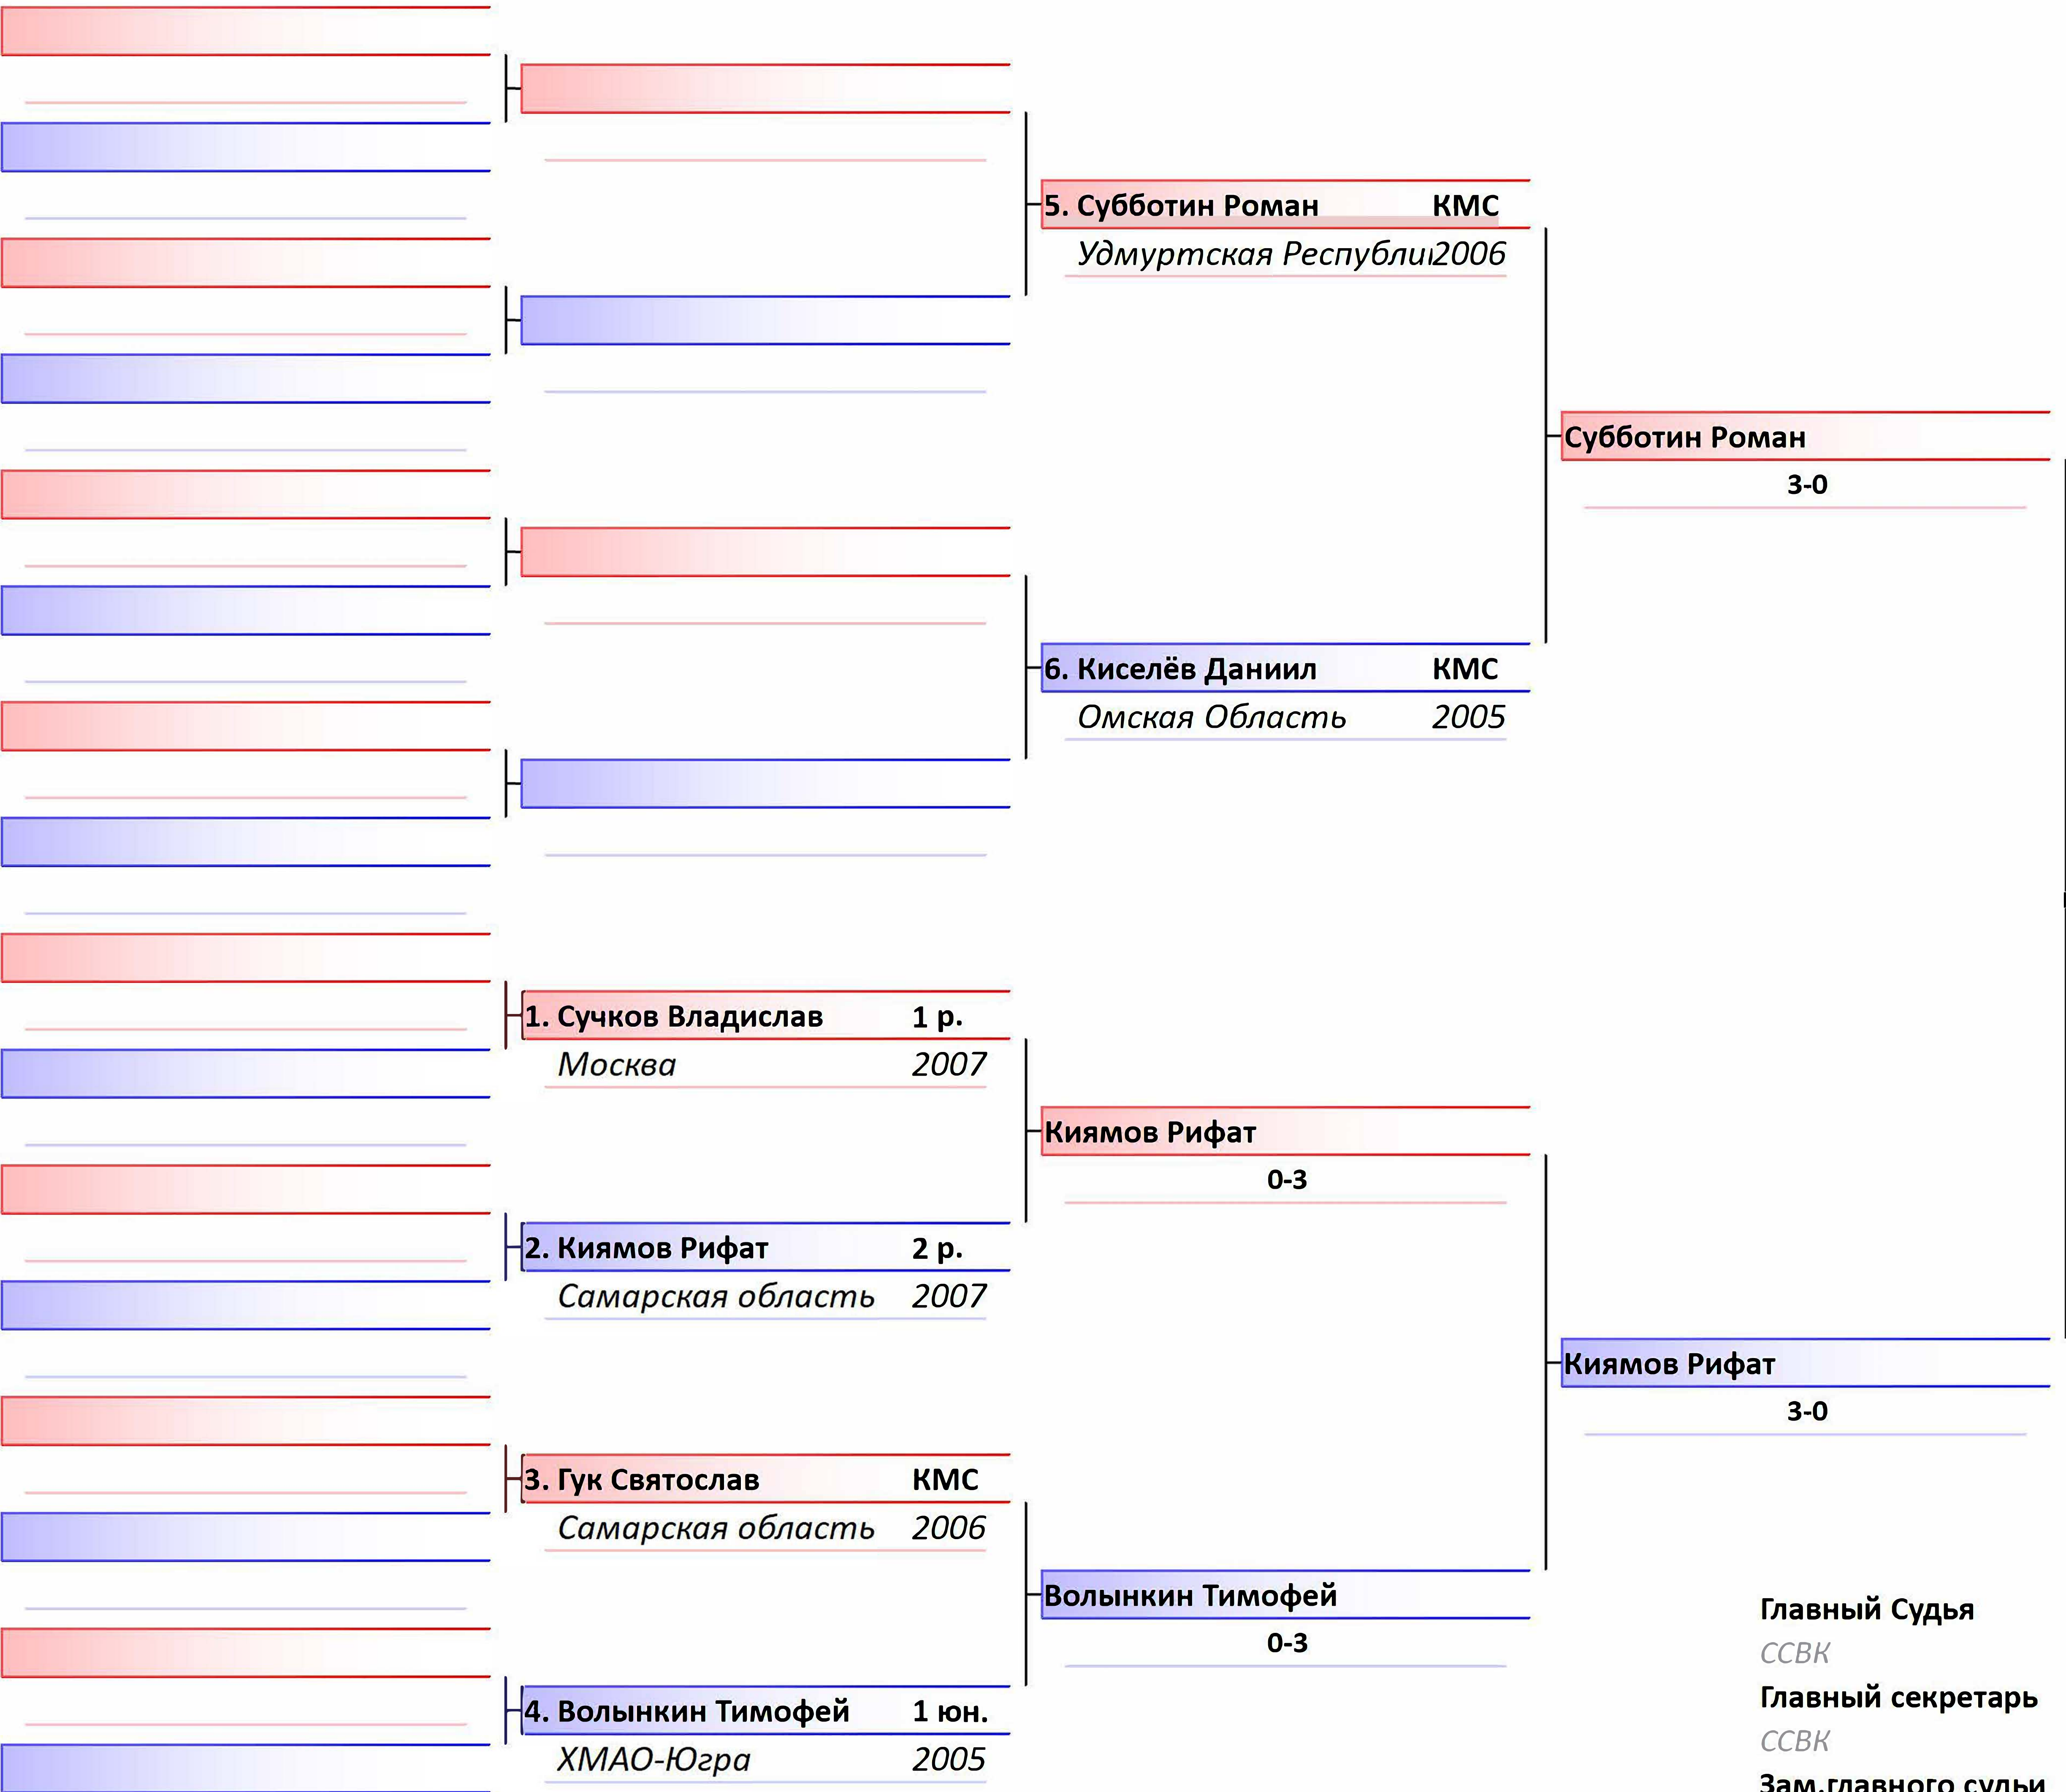 5. Субботин Роман КМС
Удмуртская Республи 2006
Субботин Роман
3-0
6. Киселёв Даниил КМС
Омская Область 2005
1. Сучков Владислав 1 р.
Москва 2007
Киямов Рифат
0-3
2. Киямов Рифат 2 р.
Самарская область 2007
Киямов Рифат
3-0
3. Гук Святослав КМС
Самарская область 2006
Волынкин Тимофей
0-3
4. Волынкин Тимофей 1 юн.
ХМАО-Югра 2005
Главный Судья
ССВК
Главный секретарь
ССВК
Зам.главного судьи